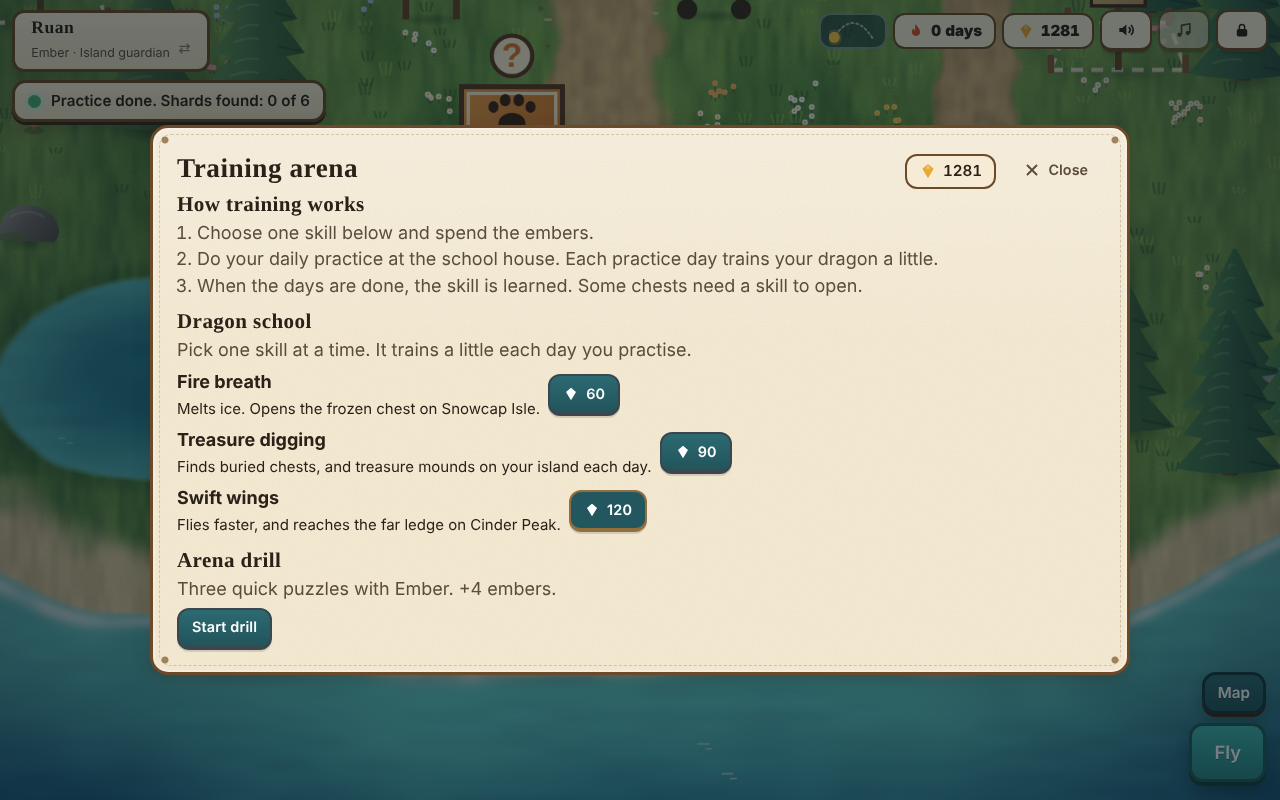 Ruan
Ember · Island guardian
Practice done. Shards found: 0 of 6
?
0 days
1281
Training arena
1281
Close
How training works
1. Choose one skill below and spend the embers.
2. Do your daily practice at the school house. Each practice day trains your dragon a little.
3. When the days are done, the skill is learned. Some chests need a skill to open.
Dragon school
Pick one skill at a time. It trains a little each day you practise.
Fire breath
Melts ice. Opens the frozen chest on Snowcap Isle.
60
Treasure digging
Finds buried chests, and treasure mounds on your island each day.
90
Swift wings
Flies faster, and reaches the far ledge on Cinder Peak.
120
Arena drill
Three quick puzzles with Ember. +4 embers.
Start drill
Map
Fly